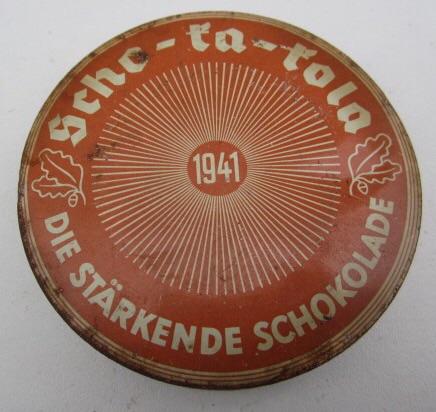 Scho-ka-kola
1941
DIE STÄRKENDE SCHOKOLADE